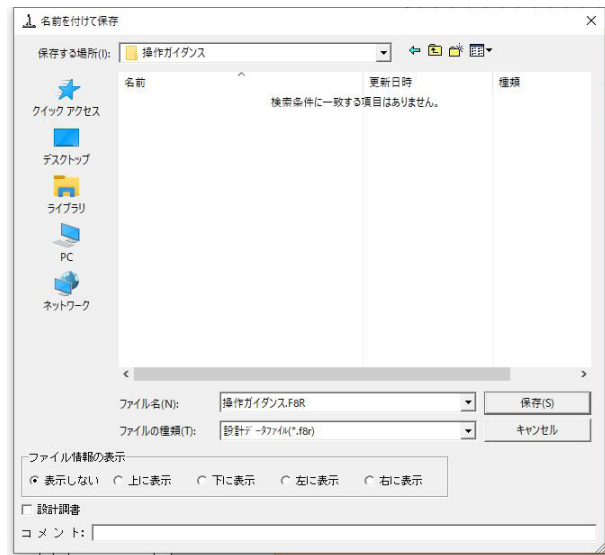 名前を付けて保存
保存する場所(I):
操作ガイダンス
名前
更新日時
種類
検索条件に一致する項目はありません。
クイック アクセス
デスクトップ
ライブラリ
PC
ネットワーク
ファイル名(N):
操作ガイダンス.F8R
保存(S)
ファイルの種類(T):
設計ﾃﾞｰﾀﾌｧｲﾙ(*.f8r)
キャンセル
ファイル情報の表示
表示しない
上に表示
下に表示
左に表示
右に表示
設計調書
コメント: